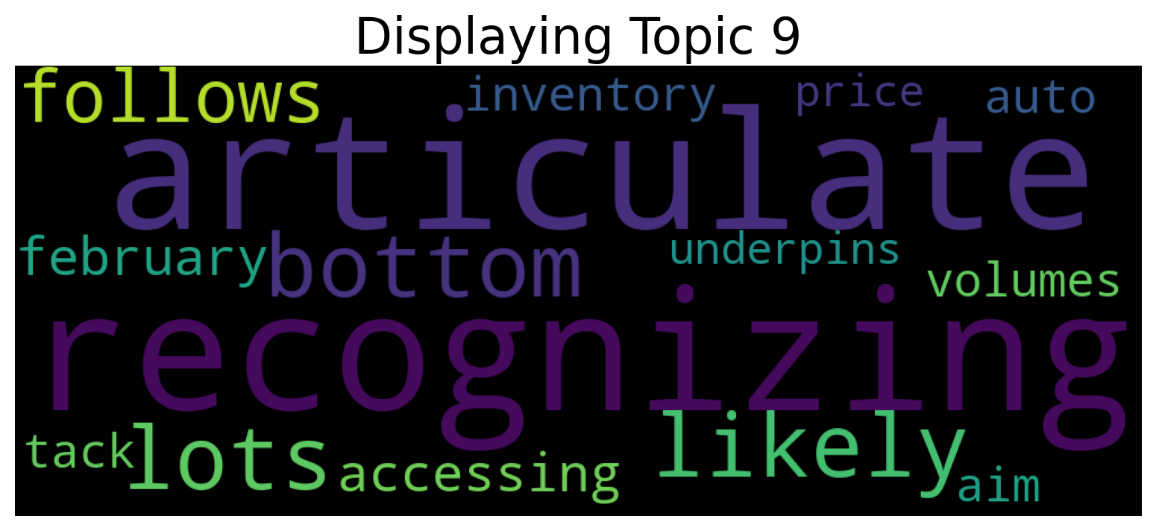 Displaying Topic 9
follows inventory price auto
articulate
february bottom underpins volumes
recognizing
tack lots accessing likely aim